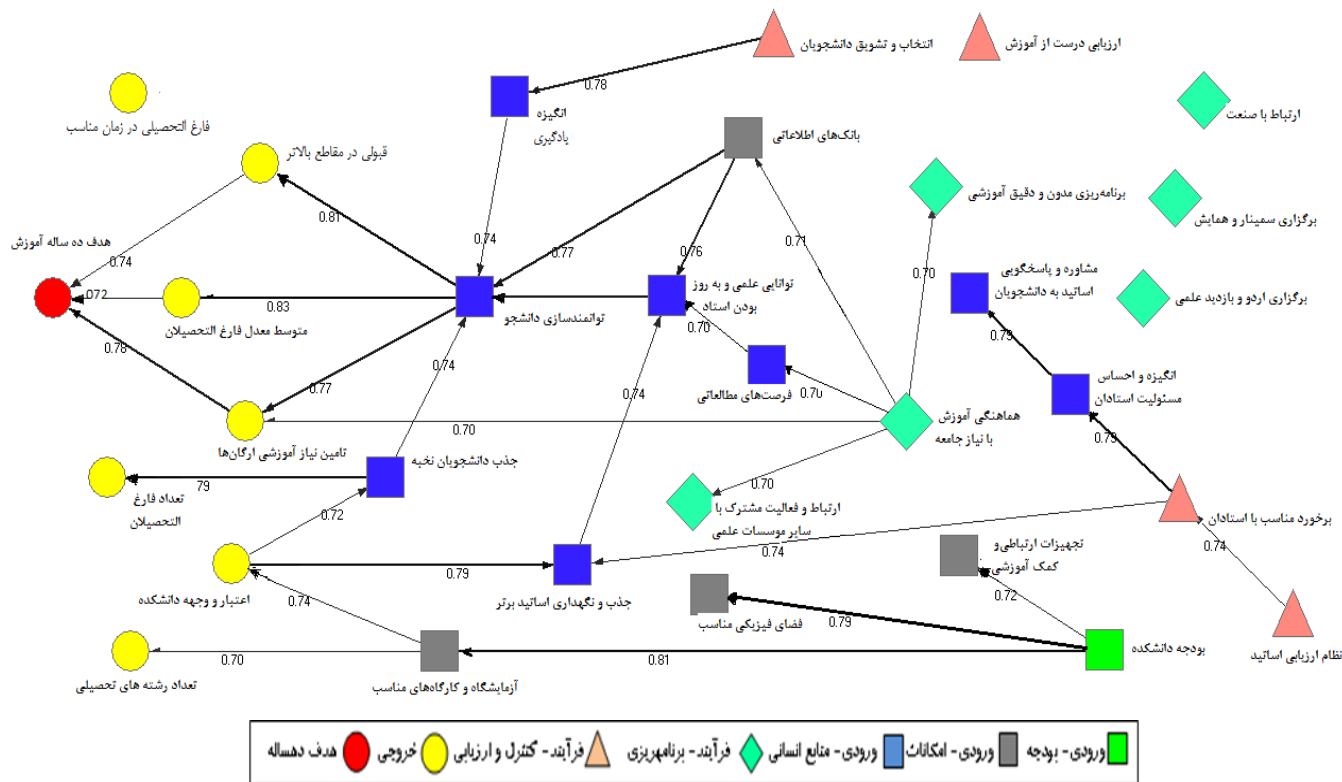 انتخاب و تشویق دانشجویان
ارزیابی درست از آموزش
0.78
انگیزه
یادگیری
فارغ التحصیلی در زمان مناسب
ارتباط با صنعت
بانک‌های اطلاعاتی
قبولی در مقاطع بالاتر
برنامه‌ریزی مدون و دقیق آموزشی
برگزاری سمینار و همایش
0.81
0.74
0.77
0.76
0.71
0.70
هدف ده ساله آموزش
0.74
مشاوره و پاسخگویی
اساتید به دانشجویان
توانایی علمی و به روز
بودن استاد
برگزاری اردو و بازدید علمی
0.72
0.83
متوسط معدل فارغ التحصیلان
توانمندسازی دانشجو
0.70
0.79
0.78
0.74
0.77
0.74
فرصت‌های مطالعاتی
0.70
انگیزه و احساس
مسئولیت استادان
هماهنگی آموزش
با نیاز جامعه
0.70
0.79
تامین نیاز آموزشی ارگان‌ها
جذب دانشجویان نخبه
79
0.70
تعداد فارغ
التحصیلان
ارتباط و فعالیت مشترک با
سایر موسسات علمی
برخورد مناسب با استادان
0.72
0.74
0.74
تجهیزات ارتباطی و
کمک آموزشی
0.79
اعتبار و وجهه دانشکده
جذب و نگهداری اساتید برتر
0.74
0.72
فضای فیزیکی مناسب
0.79
بودجه دانشکده
نظام ارزیابی اساتید
0.70
0.81
تعداد رشته های تحصیلی
آزمایشگاه و کارگاه‌های مناسب
ورودی- بودجه ورودی- امکانات ورودی- منابع انسانی فرآیند- برنامهریزی فرآیند- کنترل و ارزیابی خروجی هدف دهساله